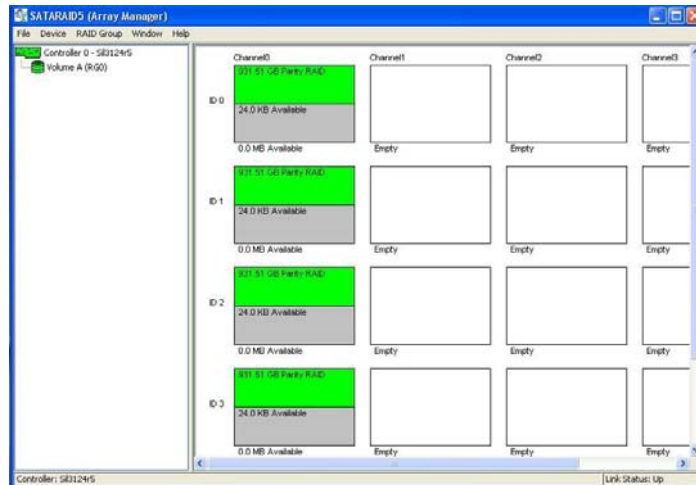 SATARAID5 (Array Manager)
File Device RAID Group Window Help
Controller 0 - SiI3124rS
Volume A (RG0)
Channel0 Channel1 Channel2 Channel3
931.51 GB Parity RAID
ID 0
24.0 KB Available
0.0 MB Available Empty Empty Empty
931.51 GB Parity RAID
ID 1
24.0 KB Available
0.0 MB Available Empty Empty Empty
931.51 GB Parity RAID
ID 2
24.0 KB Available
0.0 MB Available Empty Empty Empty
931.51 GB Parity RAID
ID 3
24.0 KB Available
0.0 MB Available Empty Empty Empty
Controller: SiI3124rS Link Status: Up